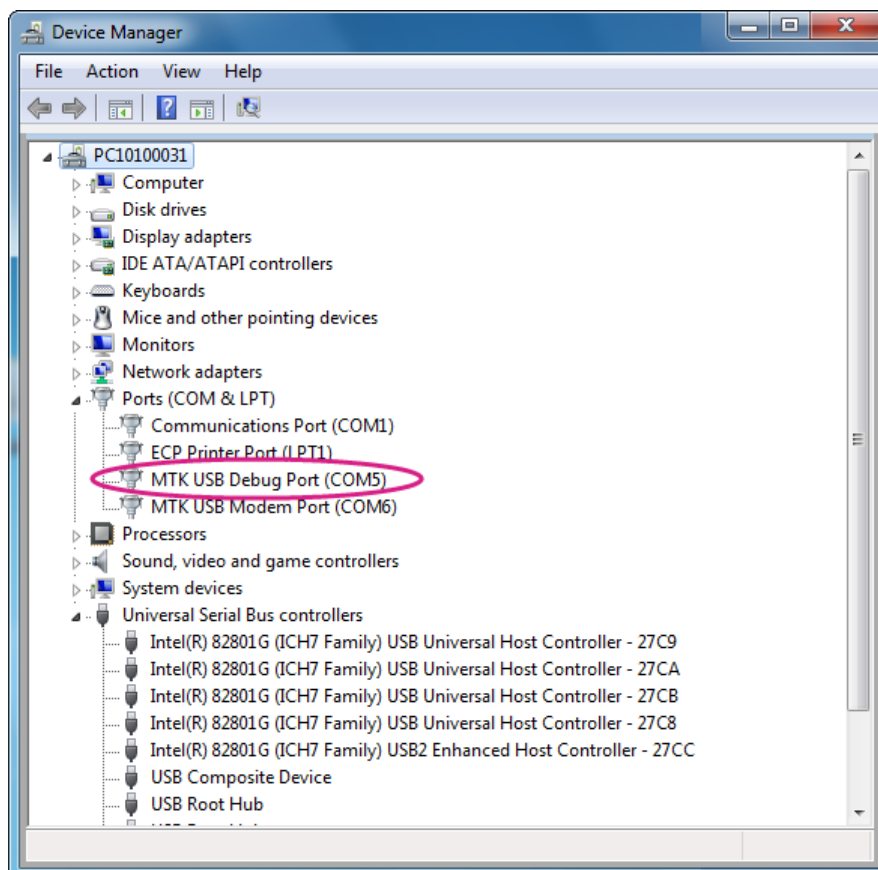 Device Manager
File Action View Help
PC10100031
Computer
Disk drives
Display adapters
IDE ATA/ATAPI controllers
Keyboards
Mice and other pointing devices
Monitors
Network adapters
Ports (COM & LPT)
Communications Port (COM1)
ECP Printer Port (LPT1)
MTK USB Debug Port (COM5)
MTK USB Modem Port (COM6)
Processors
Sound, video and game controllers
System devices
Universal Serial Bus controllers
Intel(R) 82801G (ICH7 Family) USB Universal Host Controller - 27C9
Intel(R) 82801G (ICH7 Family) USB Universal Host Controller - 27CA
Intel(R) 82801G (ICH7 Family) USB Universal Host Controller - 27CB
Intel(R) 82801G (ICH7 Family) USB Universal Host Controller - 27C8
Intel(R) 82801G (ICH7 Family) USB2 Enhanced Host Controller - 27CC
USB Composite Device
USB Root Hub